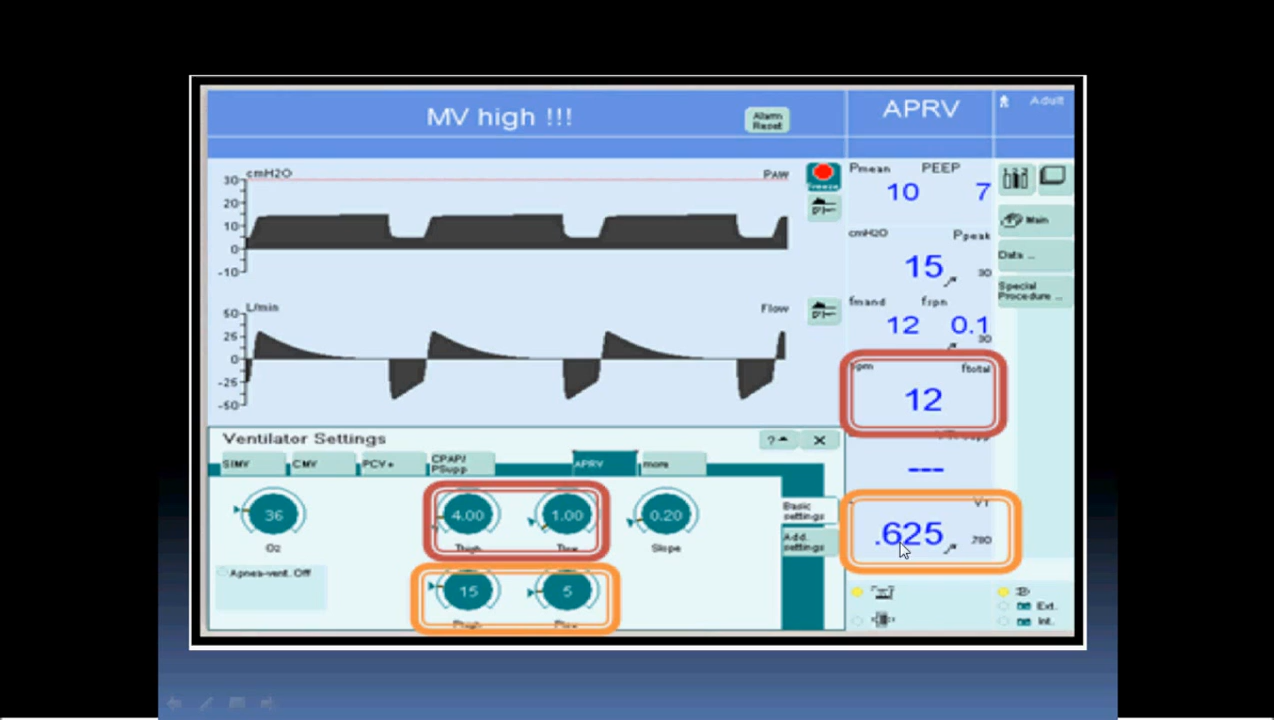 MV high !!!
Alarm
Reset
APRV
Adult
cmH2O
Paw
30
20
10
0
-10
freeze
Pmean
PEEP
10
7
Main
cmH2O
Ppeak
15
30
Data ...
Special
Procedure ...
L/min
Flow
50
25
0
-25
-50
fmand
fspn
12
0.1
30
ftotal
12
---
Ventilator Settings
?
SIMV
CMV
PCV+
CPAP/
PSupp
APRV
more
36
4.00
1.00
0.20
O2
Thigh
Tlow
Slope
Basic
settings
Add.
settings
VT
.625
.780
Apnea-vent. Off
15
5
Phigh
Plow
Ext.
Int.